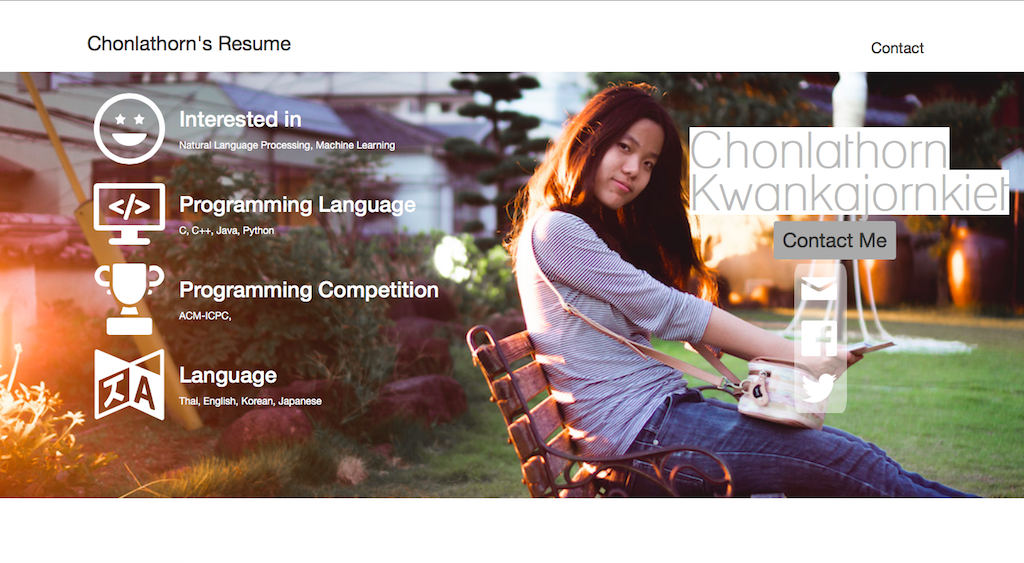 Chonlathorn's Resume
Contact
Interested in
Natural Language Processing, Machine Learning
Programming Language
C, C++, Java, Python
Programming Competition
ACM-ICPC,
Language
Thai, English, Korean, Japanese
Chonlathorn
Kwankajornkiet
Contact Me